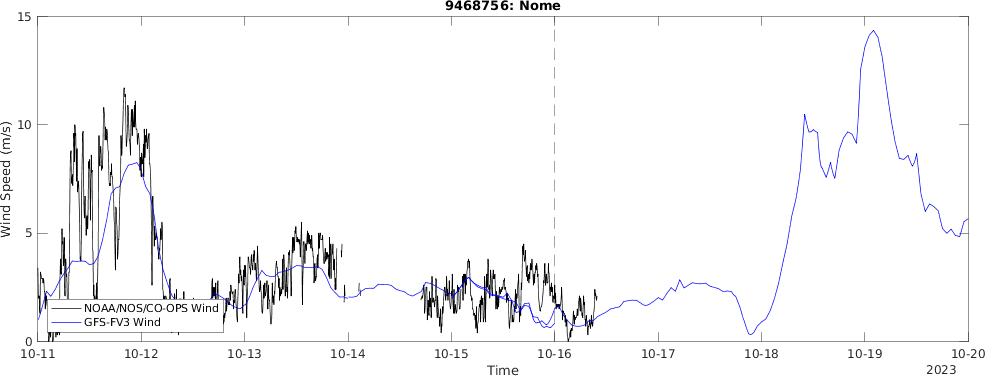 9468756: Nome
15
10
5
0
Wind Speed (m/s)
NOAA/NOS/CO-OPS Wind
GFS-FV3 Wind
10-11 10-12 10-13 10-14 10-15 10-16 10-17 10-18 10-19 10-20
Time
2023